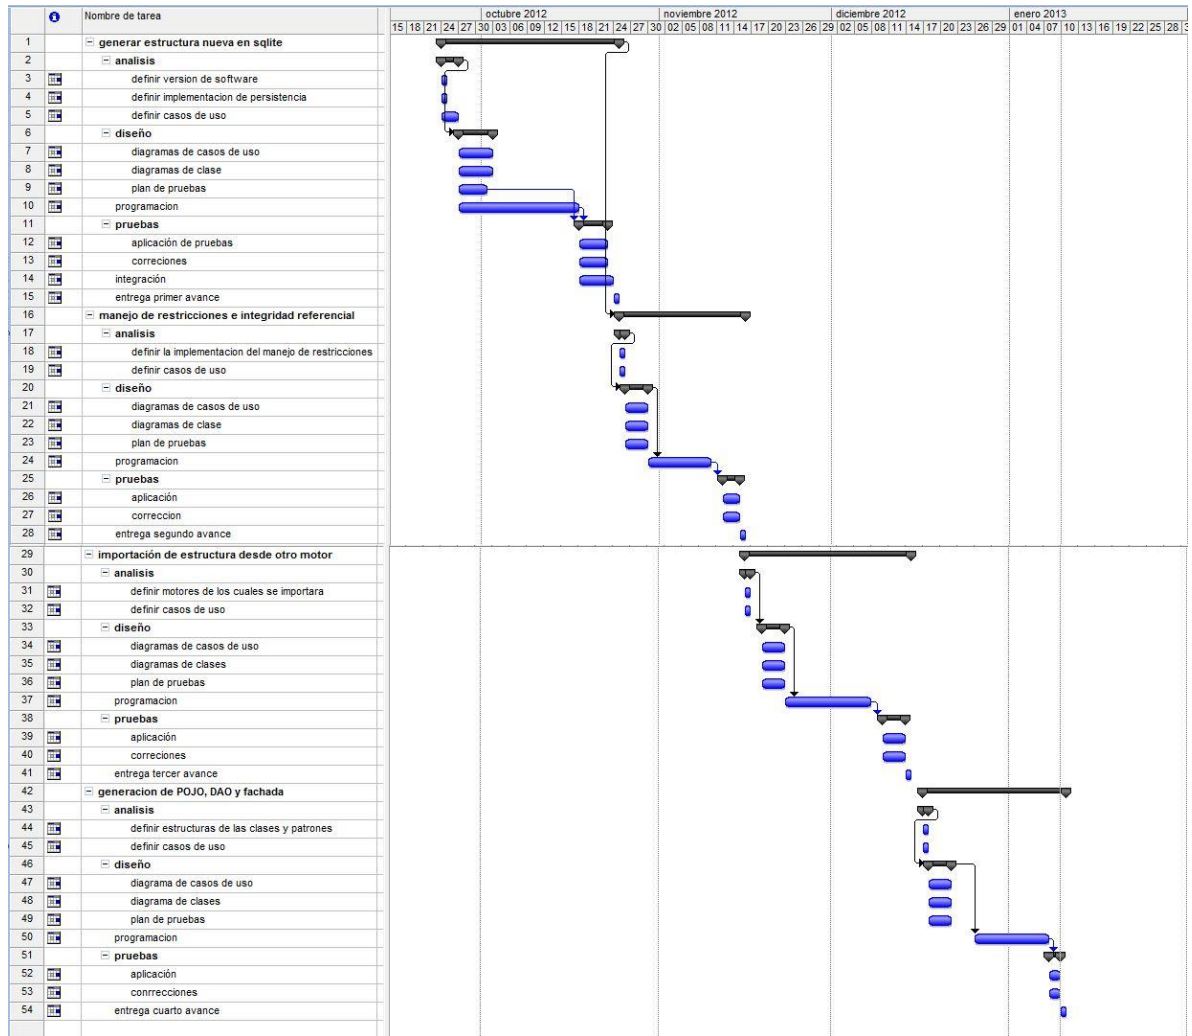 Nombre de tarea
octubre 2012 noviembre 2012 diciembre 2012 enero 2013
15 18 21 24 27 30 03 06 09 12 15 18 21 24 27 30 02 05 08 11 14 17 20 23 26 29 02 05 08 11 14 17 20 23 26 29 01 04 07 10 13 16 19 22 25 28
1 generar estructura nueva en sqlite
2 analisis
3 definir version de software
4 definir implementacion de persistencia
5 definir casos de uso
6 diseño
7 diagramas de casos de uso
8 diagramas de clase
9 plan de pruebas
10 programacion
11 pruebas
12 aplicación de pruebas
13 correciones
14 integración
15 entrega primer avance
16 manejo de restricciones e integridad referencial
17 analisis
18 definir la implementacion del manejo de restricciones
19 definir casos de uso
20 diseño
21 diagramas de casos de uso
22 diagramas de clase
23 plan de pruebas
24 programacion
25 pruebas
26 aplicación
27 correccion
28 entrega segundo avance
29 importación de estructura desde otro motor
30 analisis
31 definir motores de los cuales se importara
32 definir casos de uso
33 diseño
34 diagramas de casos de uso
35 diagramas de clases
36 plan de pruebas
37 programacion
38 pruebas
39 aplicación
40 correciones
41 entrega tercer avance
42 generacion de POJO, DAO y fachada
43 analisis
44 definir estructuras de las clases y patrones
45 definir casos de uso
46 diseño
47 diagrama de casos de uso
48 diagrama de clases
49 plan de pruebas
50 programacion
51 pruebas
52 aplicación
53 conrrecciones
54 entrega cuarto avance